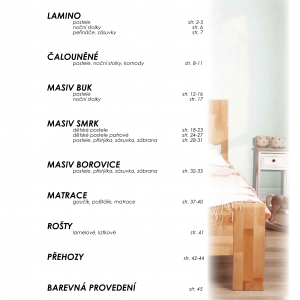 LAMINO
postele str. 2-5
noční stolky str. 6
peřináče, zásuvky str. 7
ČALOUNĚNÉ
postele, noční stolky, komody str. 8-11
MASIV BUK
postele str. 12-16
noční stolky str. 17
MASIV SMRK
dětské postele str. 18-23
dětské postele patrové str. 24-27
postele, přistýlka, zásuvka, zábrana str. 28-31
MASIV BOROVICE
postele, přistýlka, zásuvka, zábrana str. 32-35
MATRACE
gaučík, polštáře, matrace str. 37-40
ROŠTY
lamelové, laťkové str. 41
PŘEHOZY str. 42-44
BAREVNÁ PROVEDENÍ str. 45